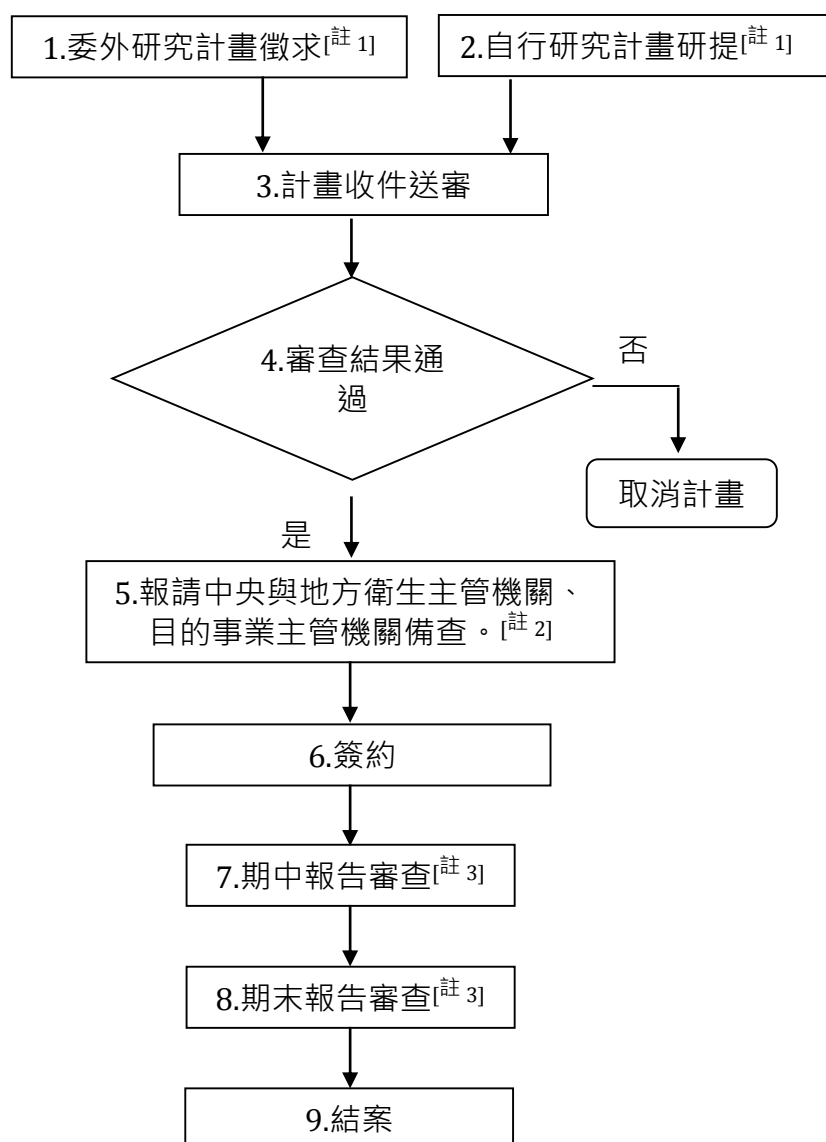 1.委外研究計畫徵求[註 1]
2.自行研究計畫研提[註 1]
3.計畫收件送審
4.審查結果通
過
否
取消計畫
是
5.報請中央與地方衛生主管機關、
目的事業主管機關備查。[註 2]
6.簽約
7.期中報告審查[註 3]
8.期末報告審查[註 3]
9.結案